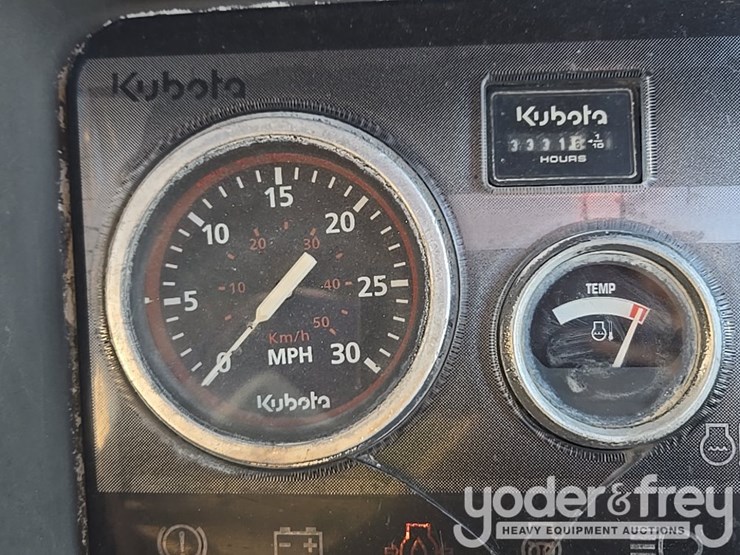 Kubota
Kubota
3331
1/10
HOURS
15
10
20
20
30
5
10
40
25
50
Km/h
0
MPH
30
Kubota
TEMP
yoder&frey
HEAVY EQUIPMENT AUCTIONS